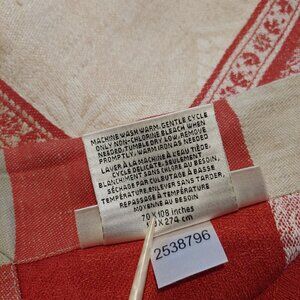 MACHINE WASH WARM, GENTLE CYCLE
ONLY NON-CHLORINE BLEACH WHEN
NEEDED, TUMBLE DRY LOW, REMOVE
PROMPTLY, WARM IRON AS NEEDED.
LAVER À LA MACHINE À L'EAU TIÈDE.
CYCLE DÉLICATE, SEULEMENT
BLANCHIMENT SANS CHLORE AU BESOIN,
SÉCHAGE PAR CULBUTAGE À BASSE
TEMPÉRATURE, ENLEVER SANS TARDER,
REPASSAGE À TEMPÉRATURE
MOYENNE AU BESOIN
70 X 108 inches
X 274 cm
2538796